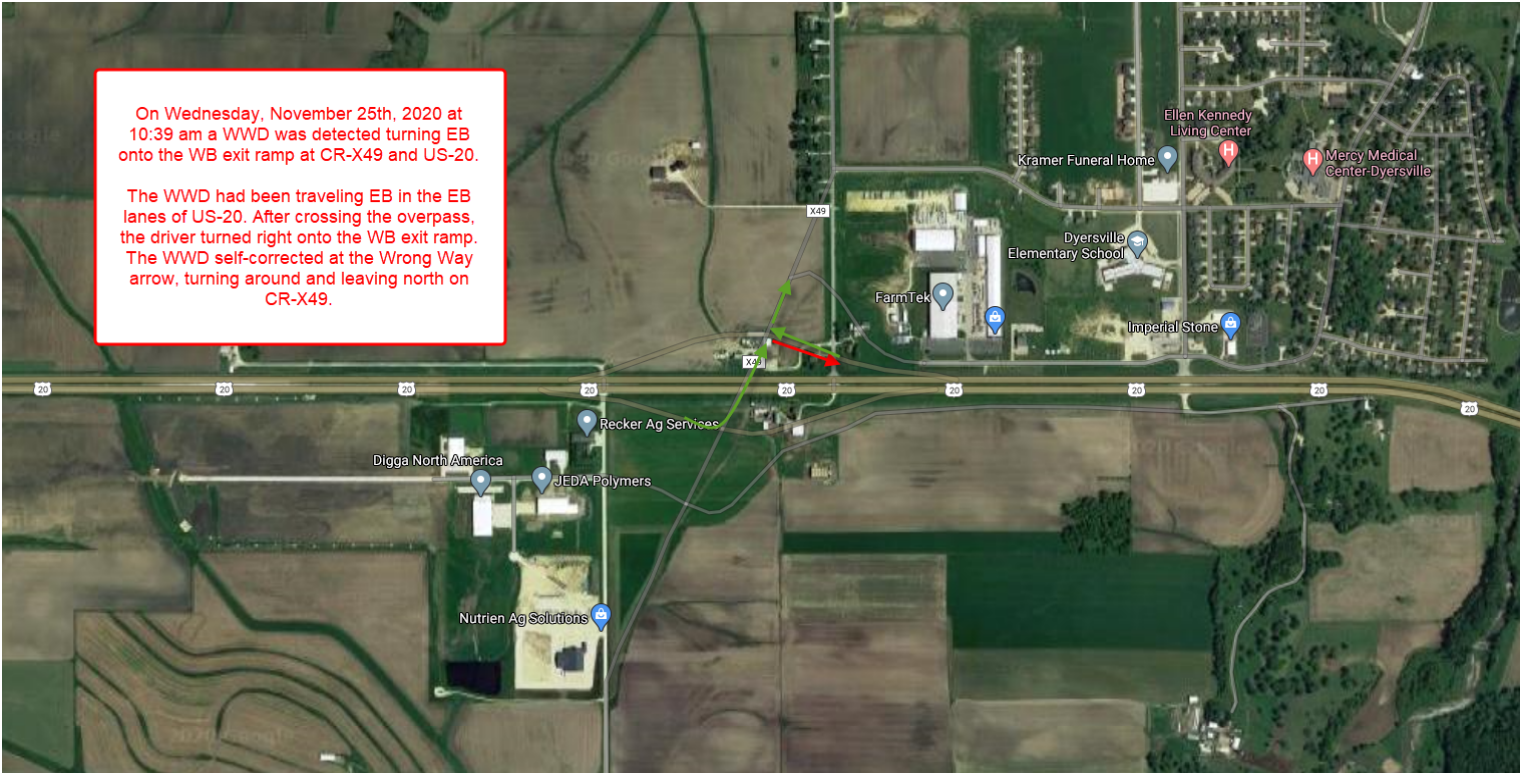 On Wednesday, November 25th, 2020 at
10:39 am a WWD was detected turning EB
onto the WB exit ramp at CR-X49 and US-20.
The WWD had been traveling EB in the EB
lanes of US-20. After crossing the overpass,
the driver turned right onto the WB exit ramp.
The WWD self-corrected at the Wrong Way
arrow, turning around and leaving north on
CR-X49.
Ellen Kennedy
Living Center
Kramer Funeral Home
Mercy Medical
Center-Dyersville
X49
Dyersville
Elementary School
FarmTek
Imperial Stone
X49
20
20
20
20
20
20
20
20
20
Recker Ag Services
Digga North America
JEDA Polymers
Nutrien Ag Solutions
2020 Google